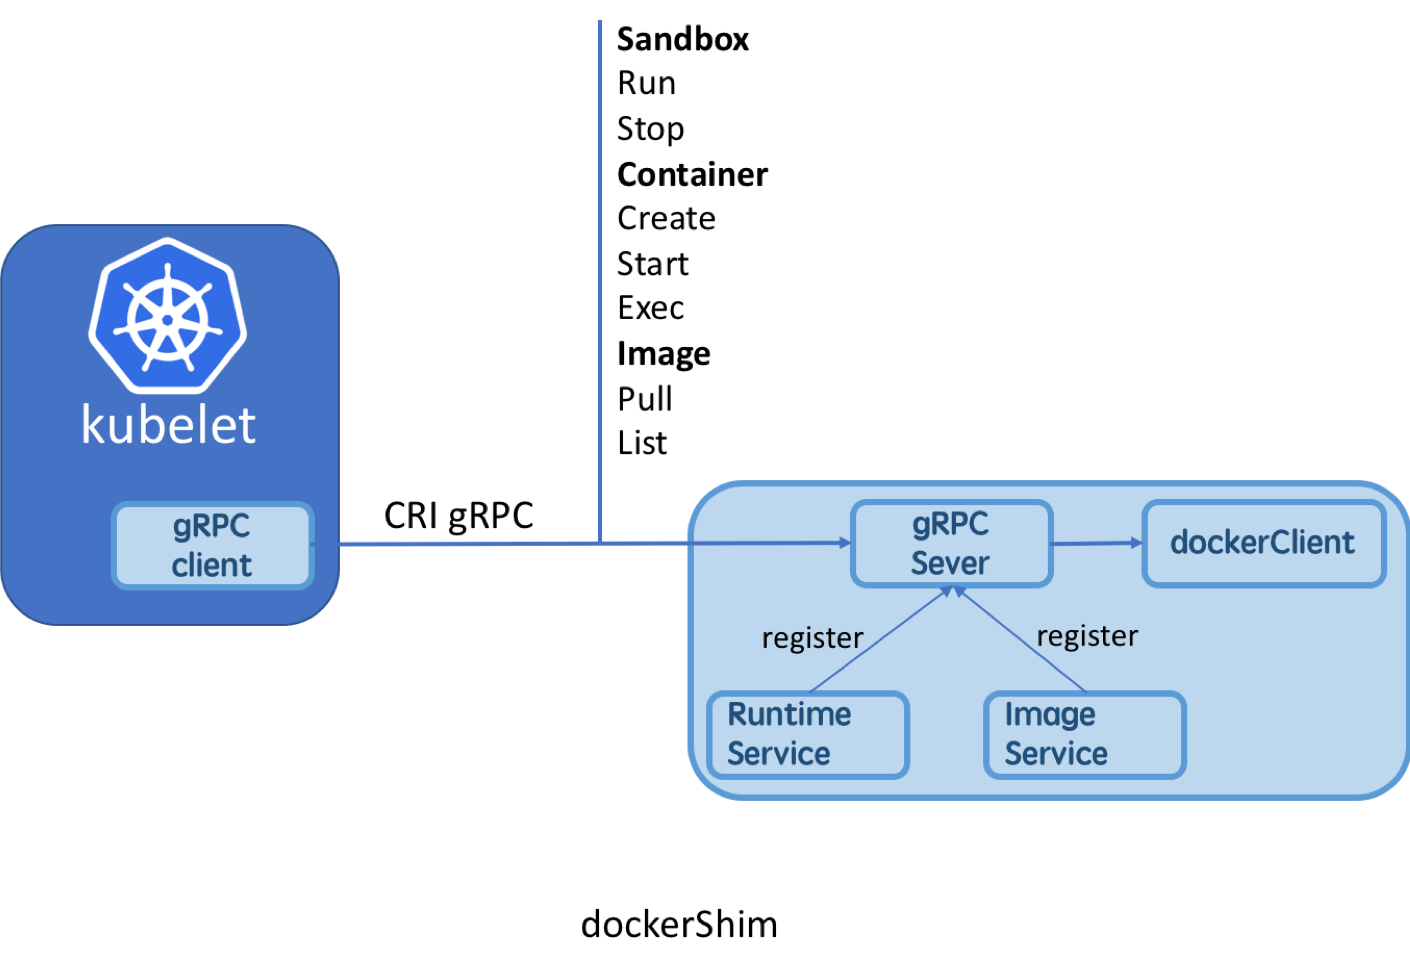 Sandbox
Run
Stop
Container
Create
Start
Exec
Image
Pull
List
kubelet
gRPC
client
CRI gRPC
gRPC
Sever
dockerClient
register
register
Runtime
Service
Image
Service
dockerShim